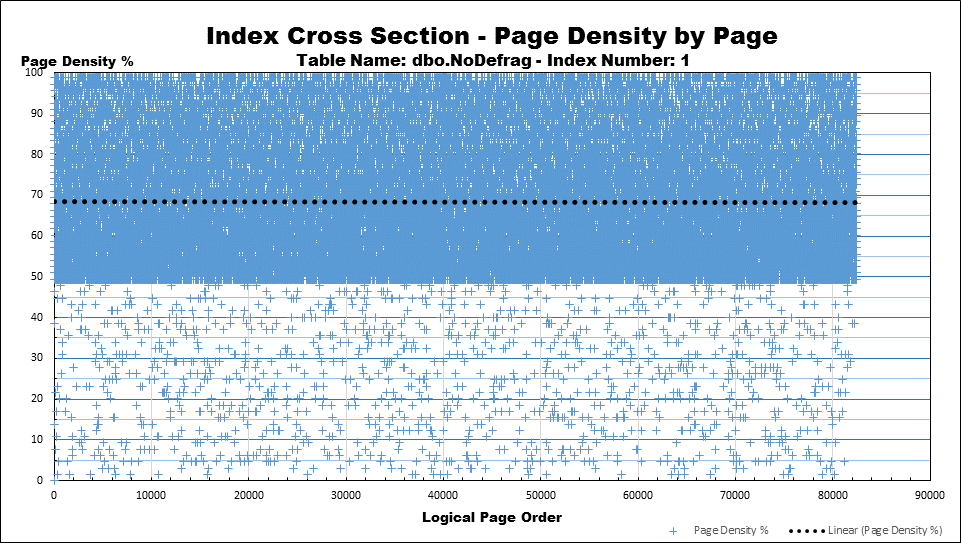 Index Cross Section - Page Density by Page
Table Name: dbo.NoDefrag - Index Number: 1
Page Density %
100
90
80
70
60
50
40
30
20
10
0
0 10000 20000 30000 40000 50000 60000 70000 80000 90000
Logical Page Order
Page Density % Linear (Page Density %)